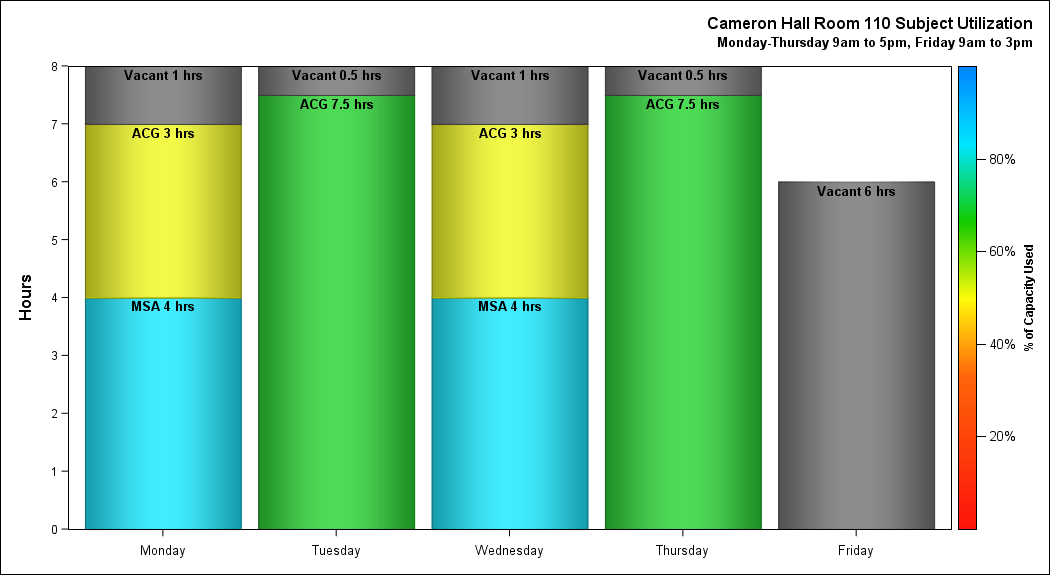 Cameron Hall Room 110 Subject Utilization
Monday-Thursday 9am to 5pm, Friday 9am to 3pm
8
7
6
5
4
3
2
1
0
Hours
Vacant 1 hrs
ACG 3 hrs
MSA 4 hrs
Vacant 0.5 hrs
ACG 7.5 hrs
Vacant 1 hrs
ACG 3 hrs
MSA 4 hrs
Vacant 0.5 hrs
ACG 7.5 hrs
Vacant 6 hrs
Monday
Tuesday
Wednesday
Thursday
Friday
80%
60%
40%
20%
% of Capacity Used